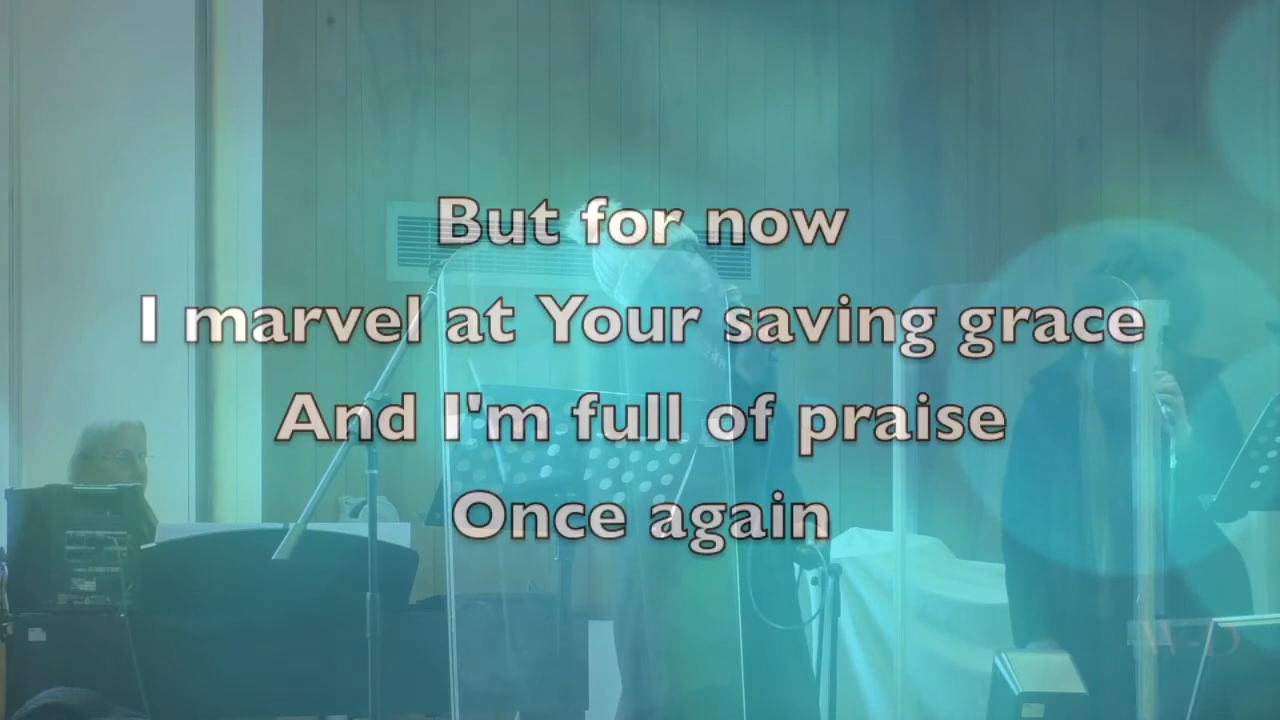 But for now
I marvel at Your saving grace
And I'm full of praise
Once again
W-D